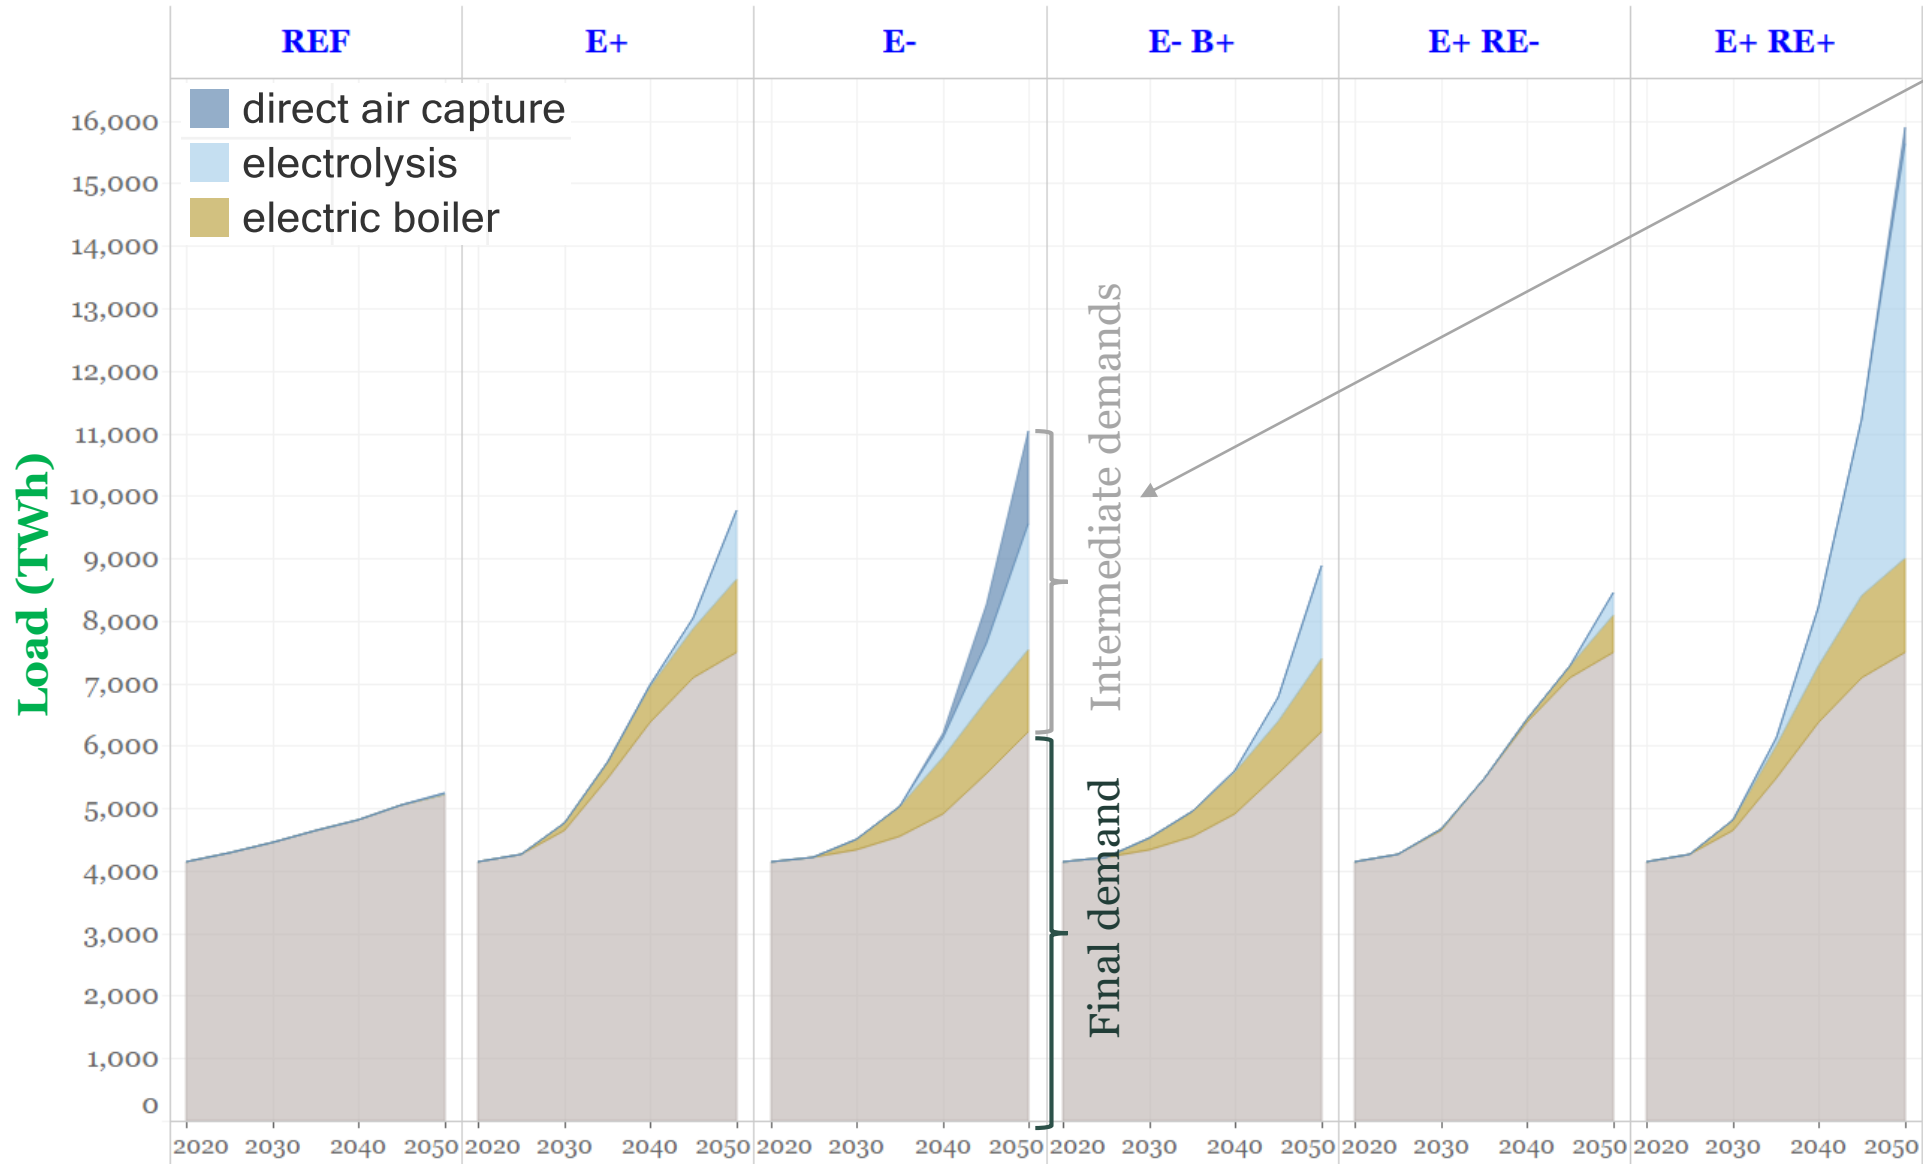 REF E+ E- E- B+ E+ RE- E+ RE+
direct air capture
electrolysis
electric boiler
16,000
15,000
14,000
13,000
12,000
11,000
10,000
9,000
8,000
7,000
6,000
5,000
4,000
3,000
2,000
1,000
0
Load (TWh)
Intermediate demands
Final demand
2020 2030 2040 2050 2020 2030 2040 2050 2020 2030 2040 2050 2020 2030 2040 2050 2020 2030 2040 2050 2020 2030 2040 2050